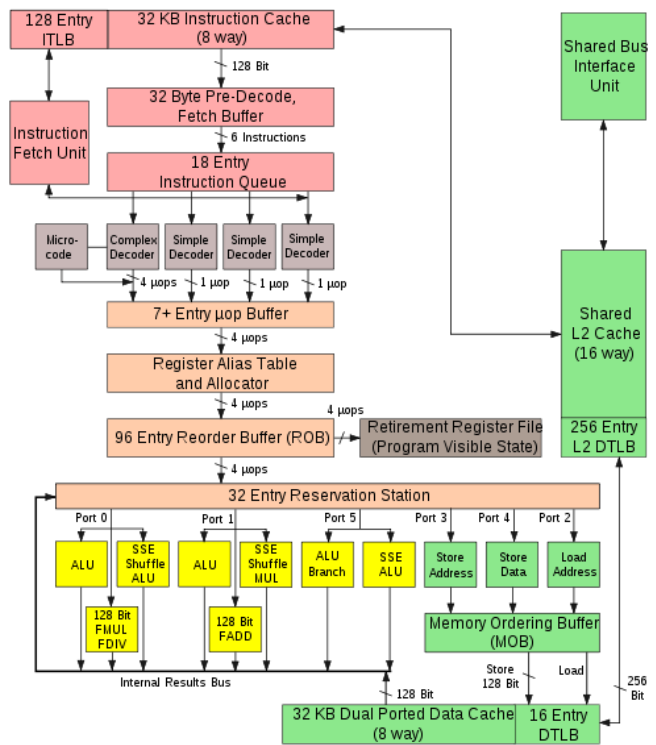 128 Entry
ITLB
32 KB Instruction Cache
(8 way)
Shared Bus
Interface
Unit
128 Bit
32 Byte Pre-Decode,
Fetch Buffer
Instruction
Fetch Unit
6 Instructions
18 Entry
Instruction Queue
Micro-
code
Complex
Decoder
Simple
Decoder
Simple
Decoder
Simple
Decoder
4 µops
1 µop
1 µop
1 µop
7+ Entry µop Buffer
Shared
L2 Cache
(16 way)
4 µops
Register Alias Table
and Allocator
4 µops
4 µops
96 Entry Reorder Buffer (ROB)
Retirement Register File
(Program Visible State)
256 Entry
L2 DTLB
4 µops
32 Entry Reservation Station
Port 0
Port 1
Port 5
Port 3
Port 4
Port 2
ALU
SSE
Shuffle
ALU
ALU
SSE
Shuffle
MUL
ALU
Branch
SSE
ALU
Store
Address
Store
Data
Load
Address
128 Bit
FMUL
FDIV
128 Bit
FADD
Memory Ordering Buffer
(MOB)
Internal Results Bus
Store
128 Bit
Load
128 Bit
256
Bit
32 KB Dual Ported Data Cache
(8 way)
16 Entry
DTLB